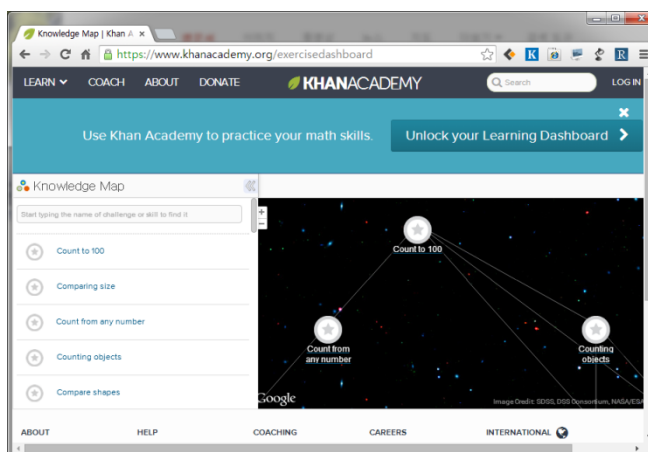 Knowledge Map | Khan A
https://www.khanacademy.org/exercisedashboard
LEARN COACH ABOUT DONATE KHANACADEMY Search LOG IN
Use Khan Academy to practice your math skills. Unlock your Learning Dashboard
Knowledge Map
Start typing the name of challenge or skill to find it
Count to 100
Comparing size
Count from any number
Counting objects
Compare shapes
Count to 100
Count from
any number
Counting
objects
Google
Image Credit: SDSS, DSS Consortium, NASA/ESA
ABOUT HELP COACHING CAREERS INTERNATIONAL